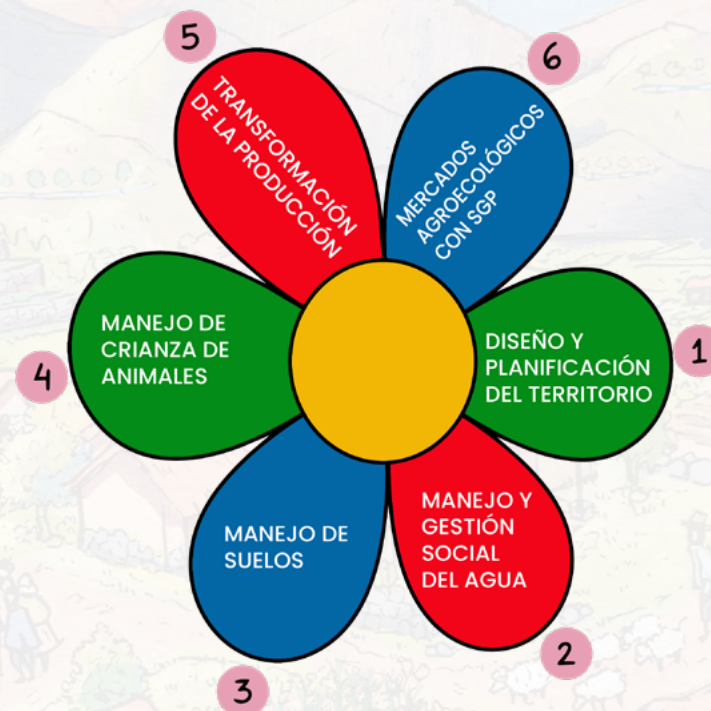 1
DISEÑO Y
PLANIFICACIÓN
DEL TERRITORIO
2
MANEJO Y
GESTIÓN
SOCIAL
DEL AGUA
3
MANEJO DE
SUELOS
4
MANEJO DE
CRIANZA DE
ANIMALES
5
TRANSFORMACIÓN
DE LA PRODUCCIÓN
6
MERCADOS
AGROECOLÓGICOS
CON SGP